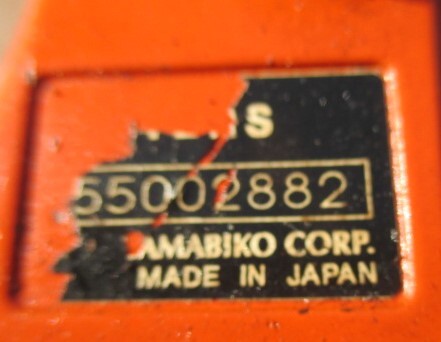 55002882
AMABIKO CORP.
MADE IN JAPAN